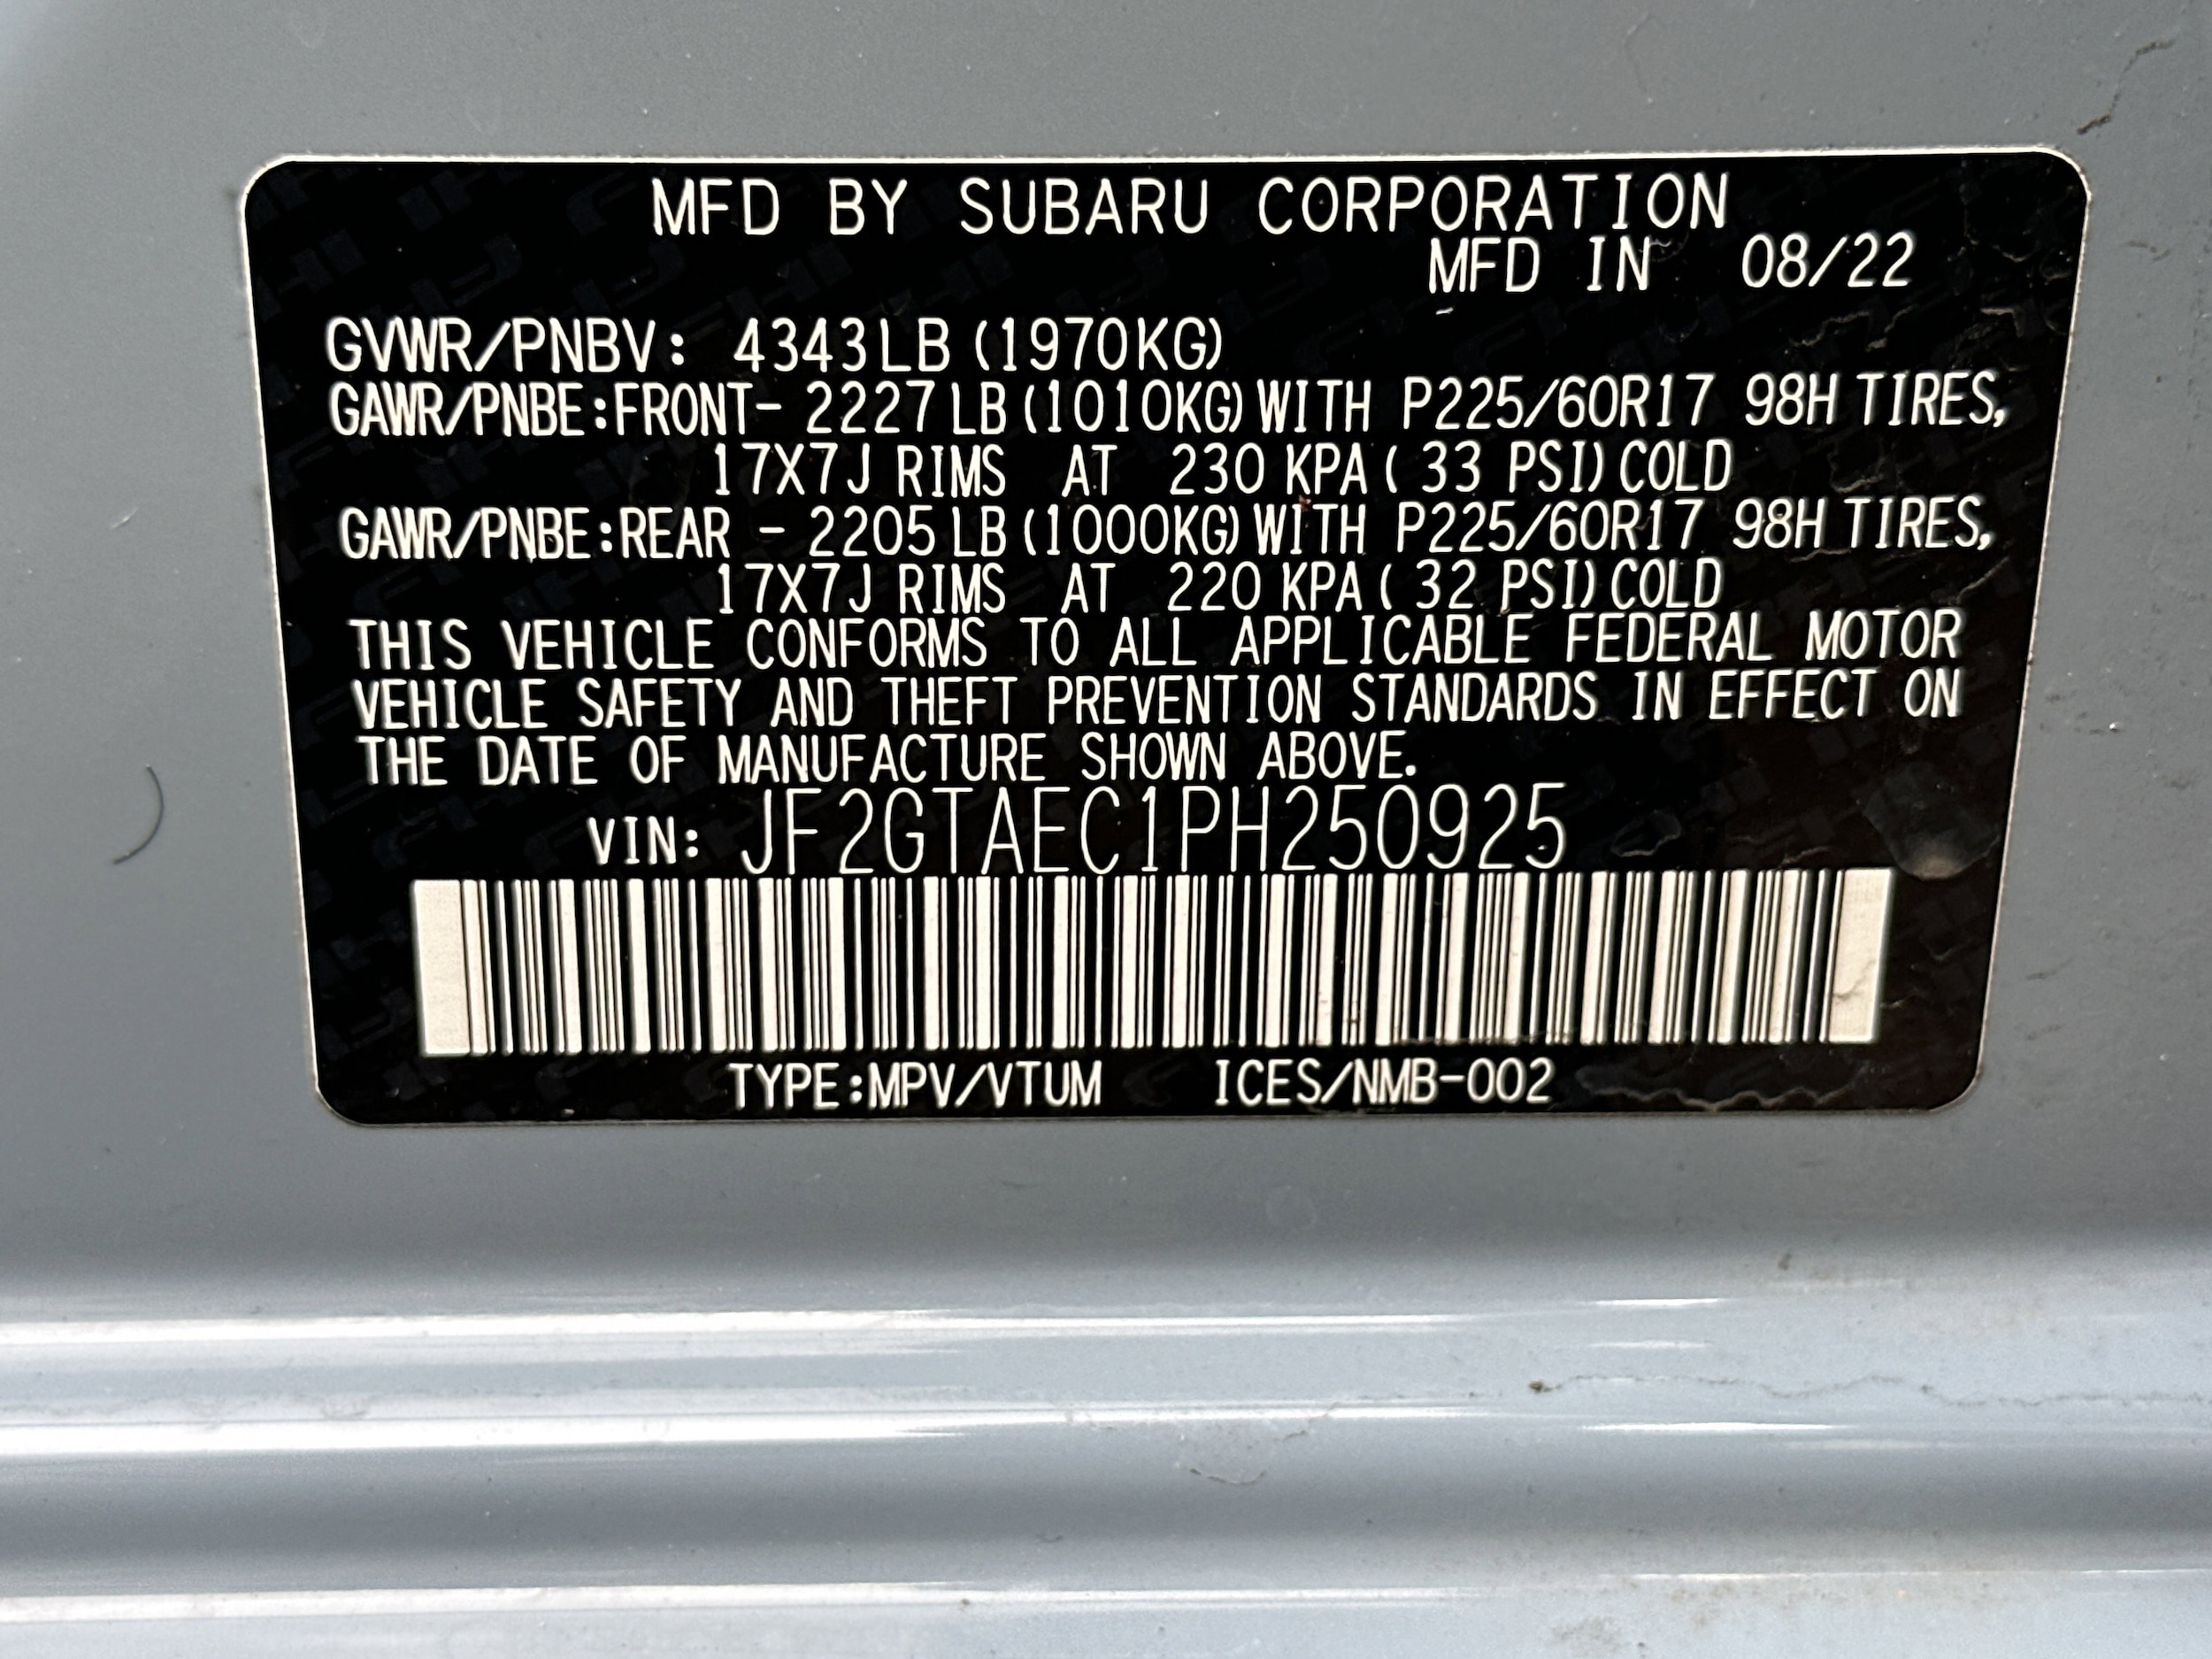 MFD BY SUBARU CORPORATION
MFD IN 08/22
GVWR/PNBV: 4343LB (1970KG)
GAWR/PNBE:FRONT- 2227LB(1010KG)WITH P225/60R17 98H TIRES,
17X7J RIMS AT 230 KPA( 33 PSI)COLD
GAWR/PNBE:REAR - 2205LB(1000KG)WITH P225/60R17 98H TIRES,
17X7J RIMS AT 220 KPA( 32 PSI)COLD
THIS VEHICLE CONFORMS TO ALL APPLICABLE FEDERAL MOTOR
VEHICLE SAFETY AND THEFT PREVENTION STANDARDS IN EFFECT ON
THE DATE OF MANUFACTURE SHOWN ABOVE.
VIN: JF2GTAEC1PH250925
TYPE:MPV/VTUM ICES/NMB-002